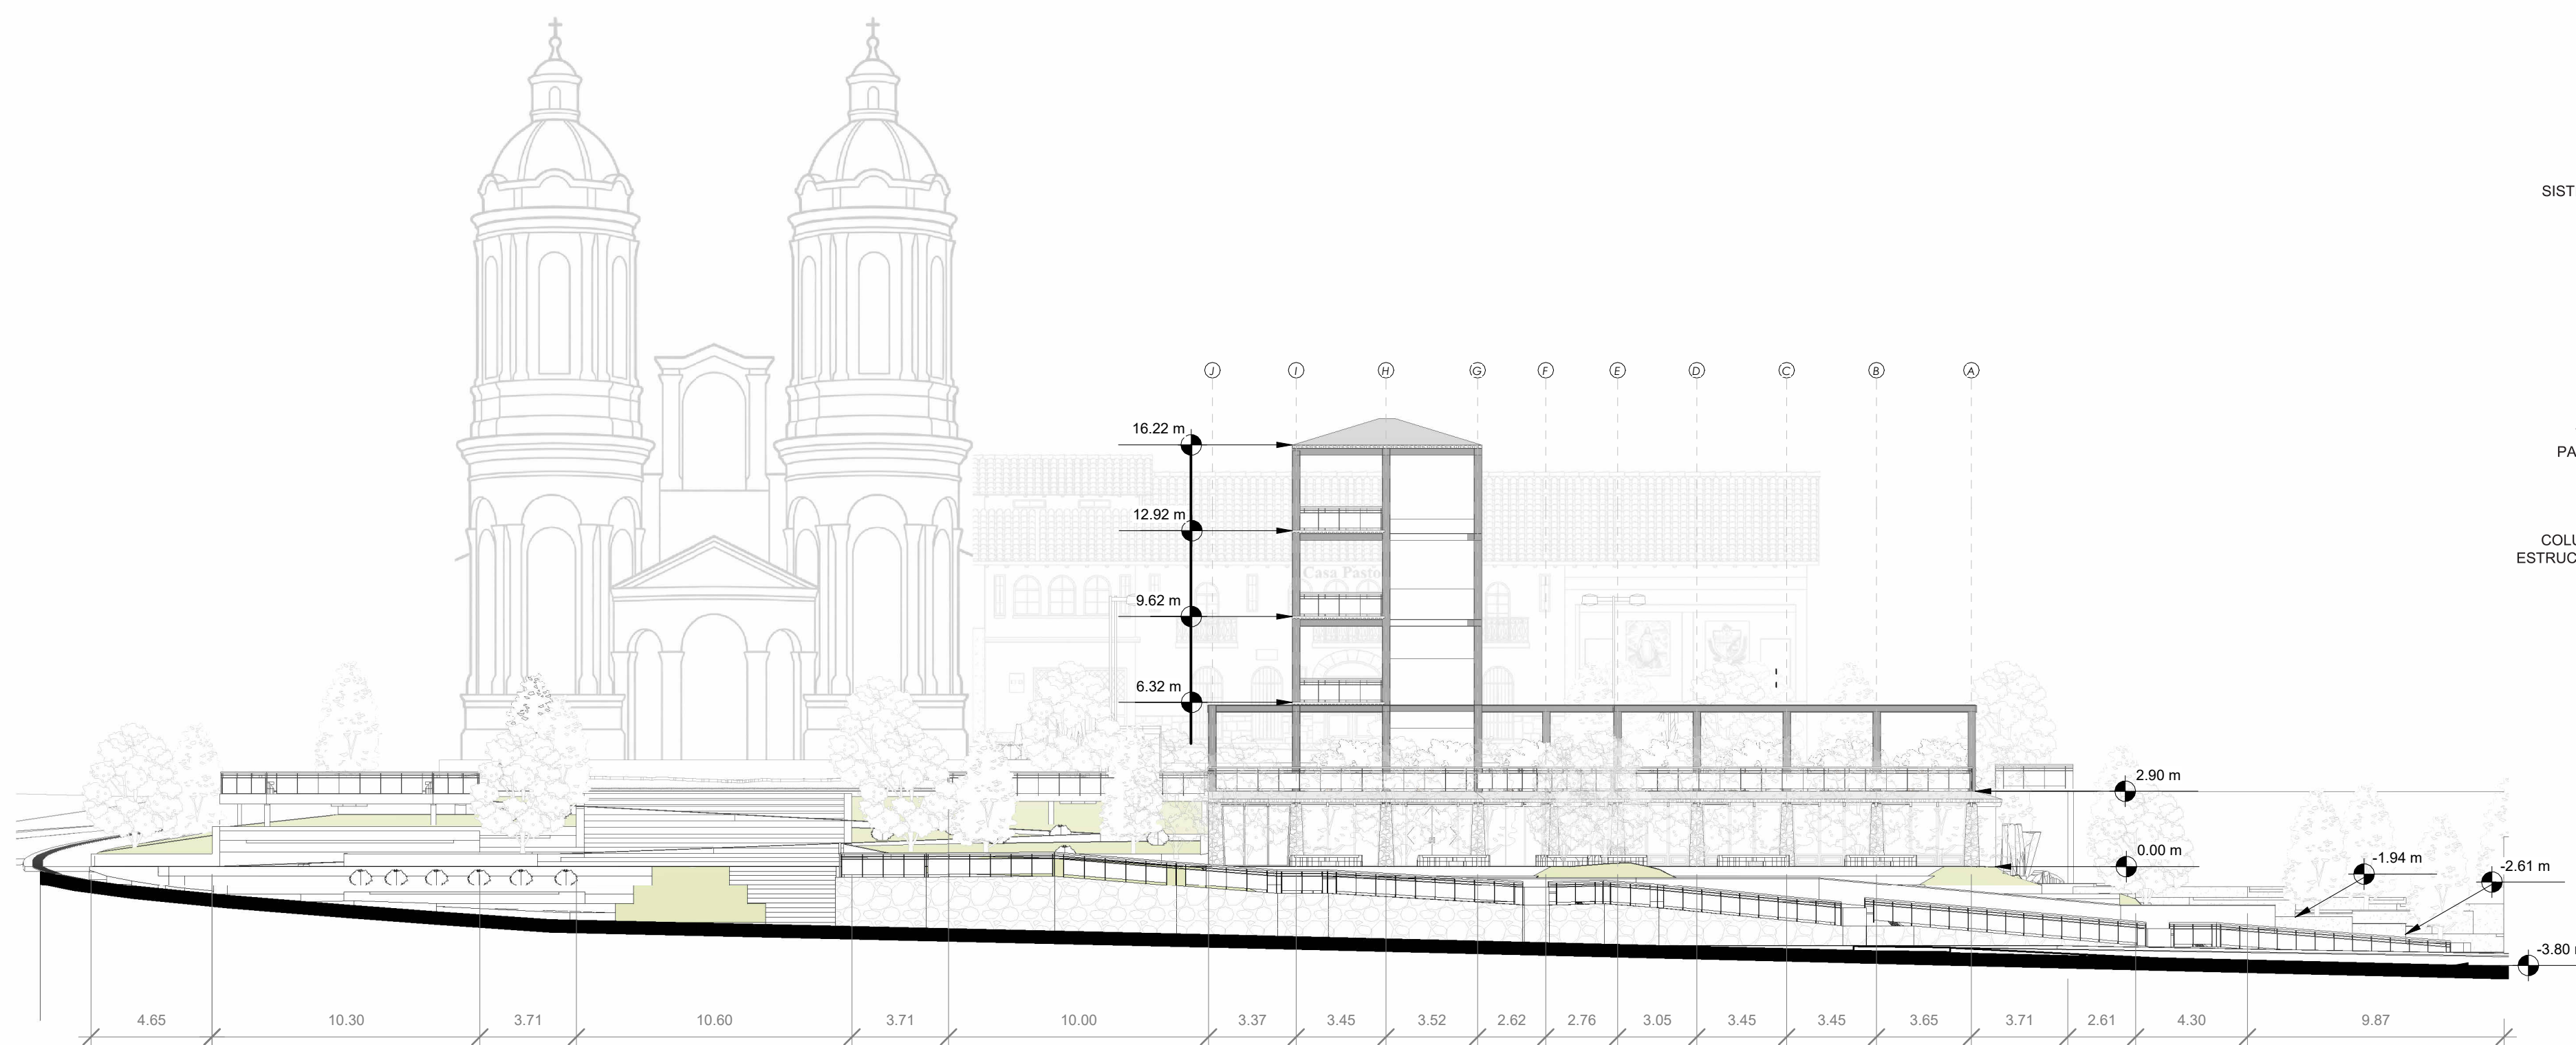 SIST
J I H G F E D C B A
16.22 m
PA
12.92 m
COLU
ESTRUC
Casa Pasto
9.62 m
6.32 m
2.90 m
0.00 m
-1.94 m
-2.61 m
-3.80
4.65 10.30 3.71 10.60 3.71 10.00 3.37 3.45 3.52 2.62 2.76 3.05 3.45 3.45 3.65 3.71 2.61 4.30 9.87